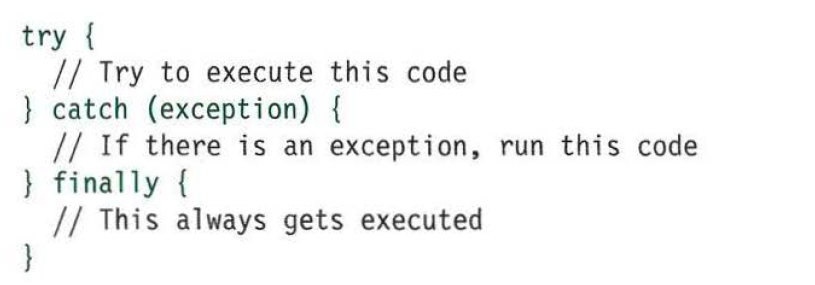 try {
  // Try to execute this code
} catch (exception) {
  // If there is an exception, run this code
} finally {
  // This always gets executed
}